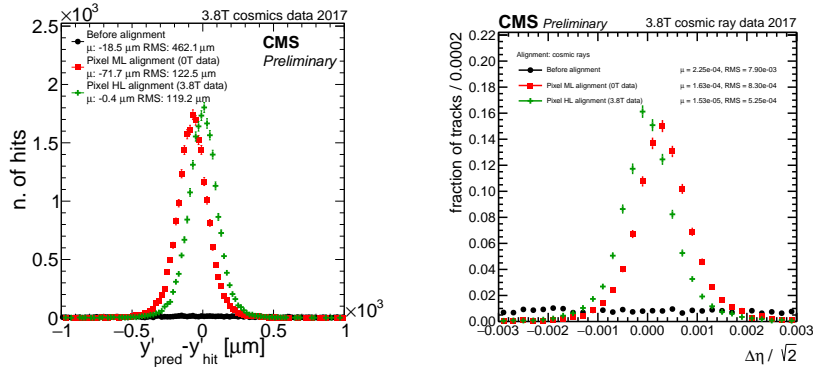 3.8T cosmics data 2017
2.5 ×10³
Before alignment
μ: -18.5 μm RMS: 462.1 μm
Pixel ML alignment (0T data)
μ: -71.7 μm RMS: 122.5 μm
Pixel HL alignment (3.8T data)
μ: -0.4 μm RMS: 119.2 μm
CMS
Preliminary
n. of hits
2.0
1.5
1.0
0.5
0.0
−1 −0.5 0 0.5 1
×10³
y'pred -y'hit [μm]
CMS Preliminary 3.8T cosmic ray data 2017
Alignment: cosmic rays
Before alignment μ = 2.25e-04, RMS = 7.90e-03
Pixel ML alignment (0T data) μ = 1.63e-04, RMS = 8.30e-04
Pixel HL alignment (3.8T data) μ = 1.53e-05, RMS = 5.25e-04
fraction of tracks / 0.0002
0.22
0.20
0.18
0.16
0.14
0.12
0.10
0.08
0.06
0.04
0.02
0.00
−0.003 −0.002 −0.001 0.000 0.001 0.002 0.003
Δη / √2